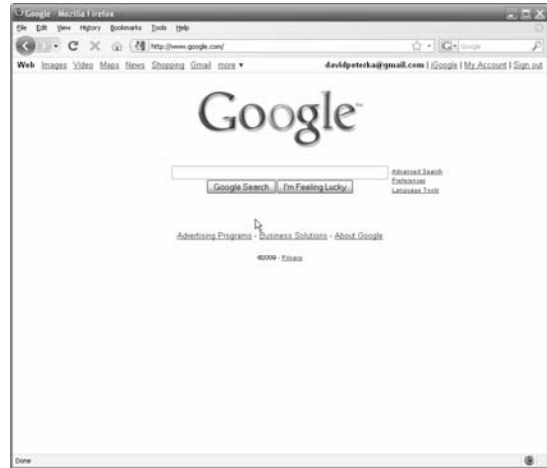 Google - Mozilla Firefox
File Edit View History Bookmarks Tools Help
http://www.google.com/ Google
Web Images Video Maps News Shopping Gmail more ▼ davidpeterka@gmail.com | iGoogle | My Account | Sign out
Google™
Advanced Search
Preferences
Language Tools
Google Search I'm Feeling Lucky
Advertising Programs - Business Solutions - About Google
©2009 - Privacy
Done